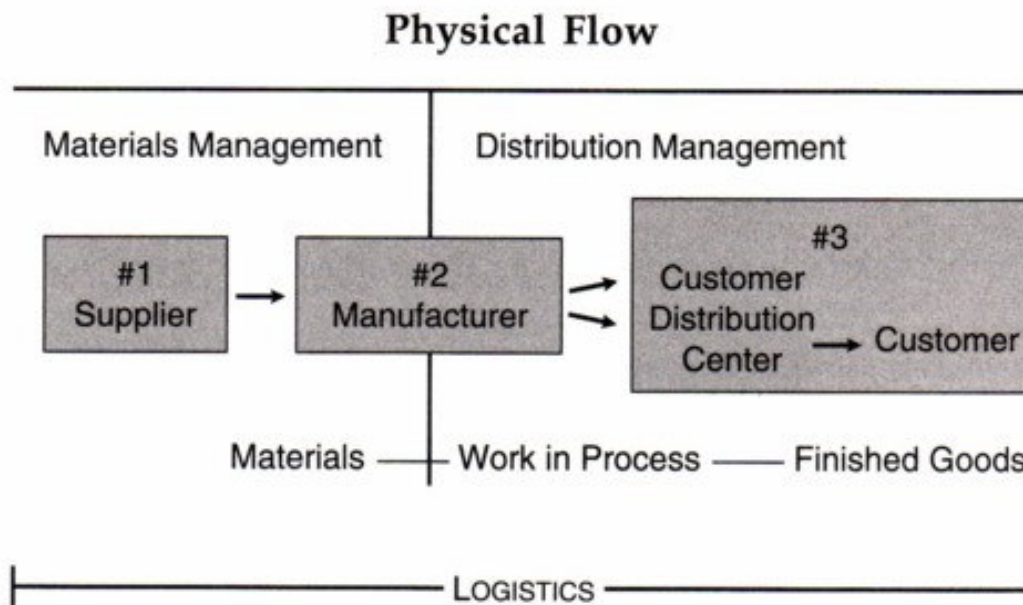 Physical Flow
Materials Management
Distribution Management
#1
Supplier
#2
Manufacturer
#3
Customer
Distribution
Center
Customer
Materials
Work in Process
Finished Goods
LOGISTICS